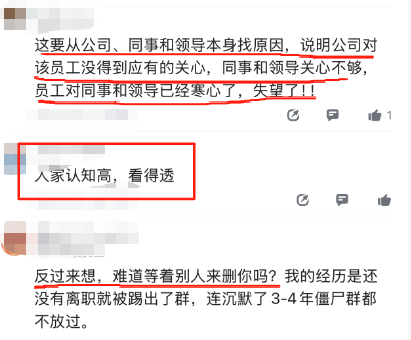 这要从公司、同事和领导本身找原因，说明公司对
该员工没得到应有的关心，同事和领导关心不够，
员工对同事和领导已经寒心了，失望了!!
1
人家认知高，看得透
反过来想，难道等着别人来删你吗？我的经历是还
没有离职就被踢出了群，连沉默了3-4年僵尸群都
不放过。